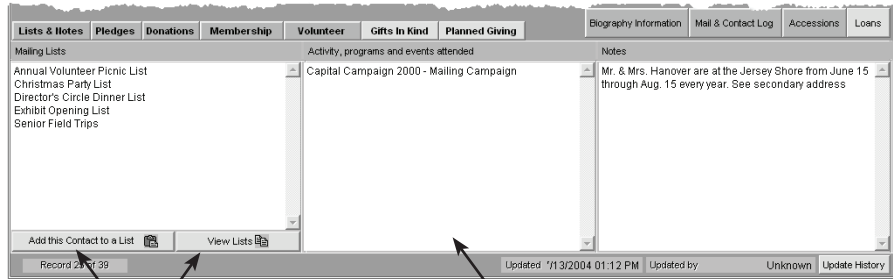 Lists & Notes Pledges Donations Membership Volunteer Gifts In Kind Planned Giving Biography Information Mail & Contact Log Accessions Loans
Mailing Lists Activity, programs and events attended Notes
Annual Volunteer Picnic List
Christmas Party List
Director's Circle Dinner List
Exhibit Opening List
Senior Field Trips
Capital Campaign 2000 - Mailing Campaign
Mr. & Mrs. Hanover are at the Jersey Shore from June 15
through Aug. 15 every year. See secondary address
Add this Contact to a List View Lists
Record of 39 Updated /13/2004 01:12 PM Updated by Unknown Update History